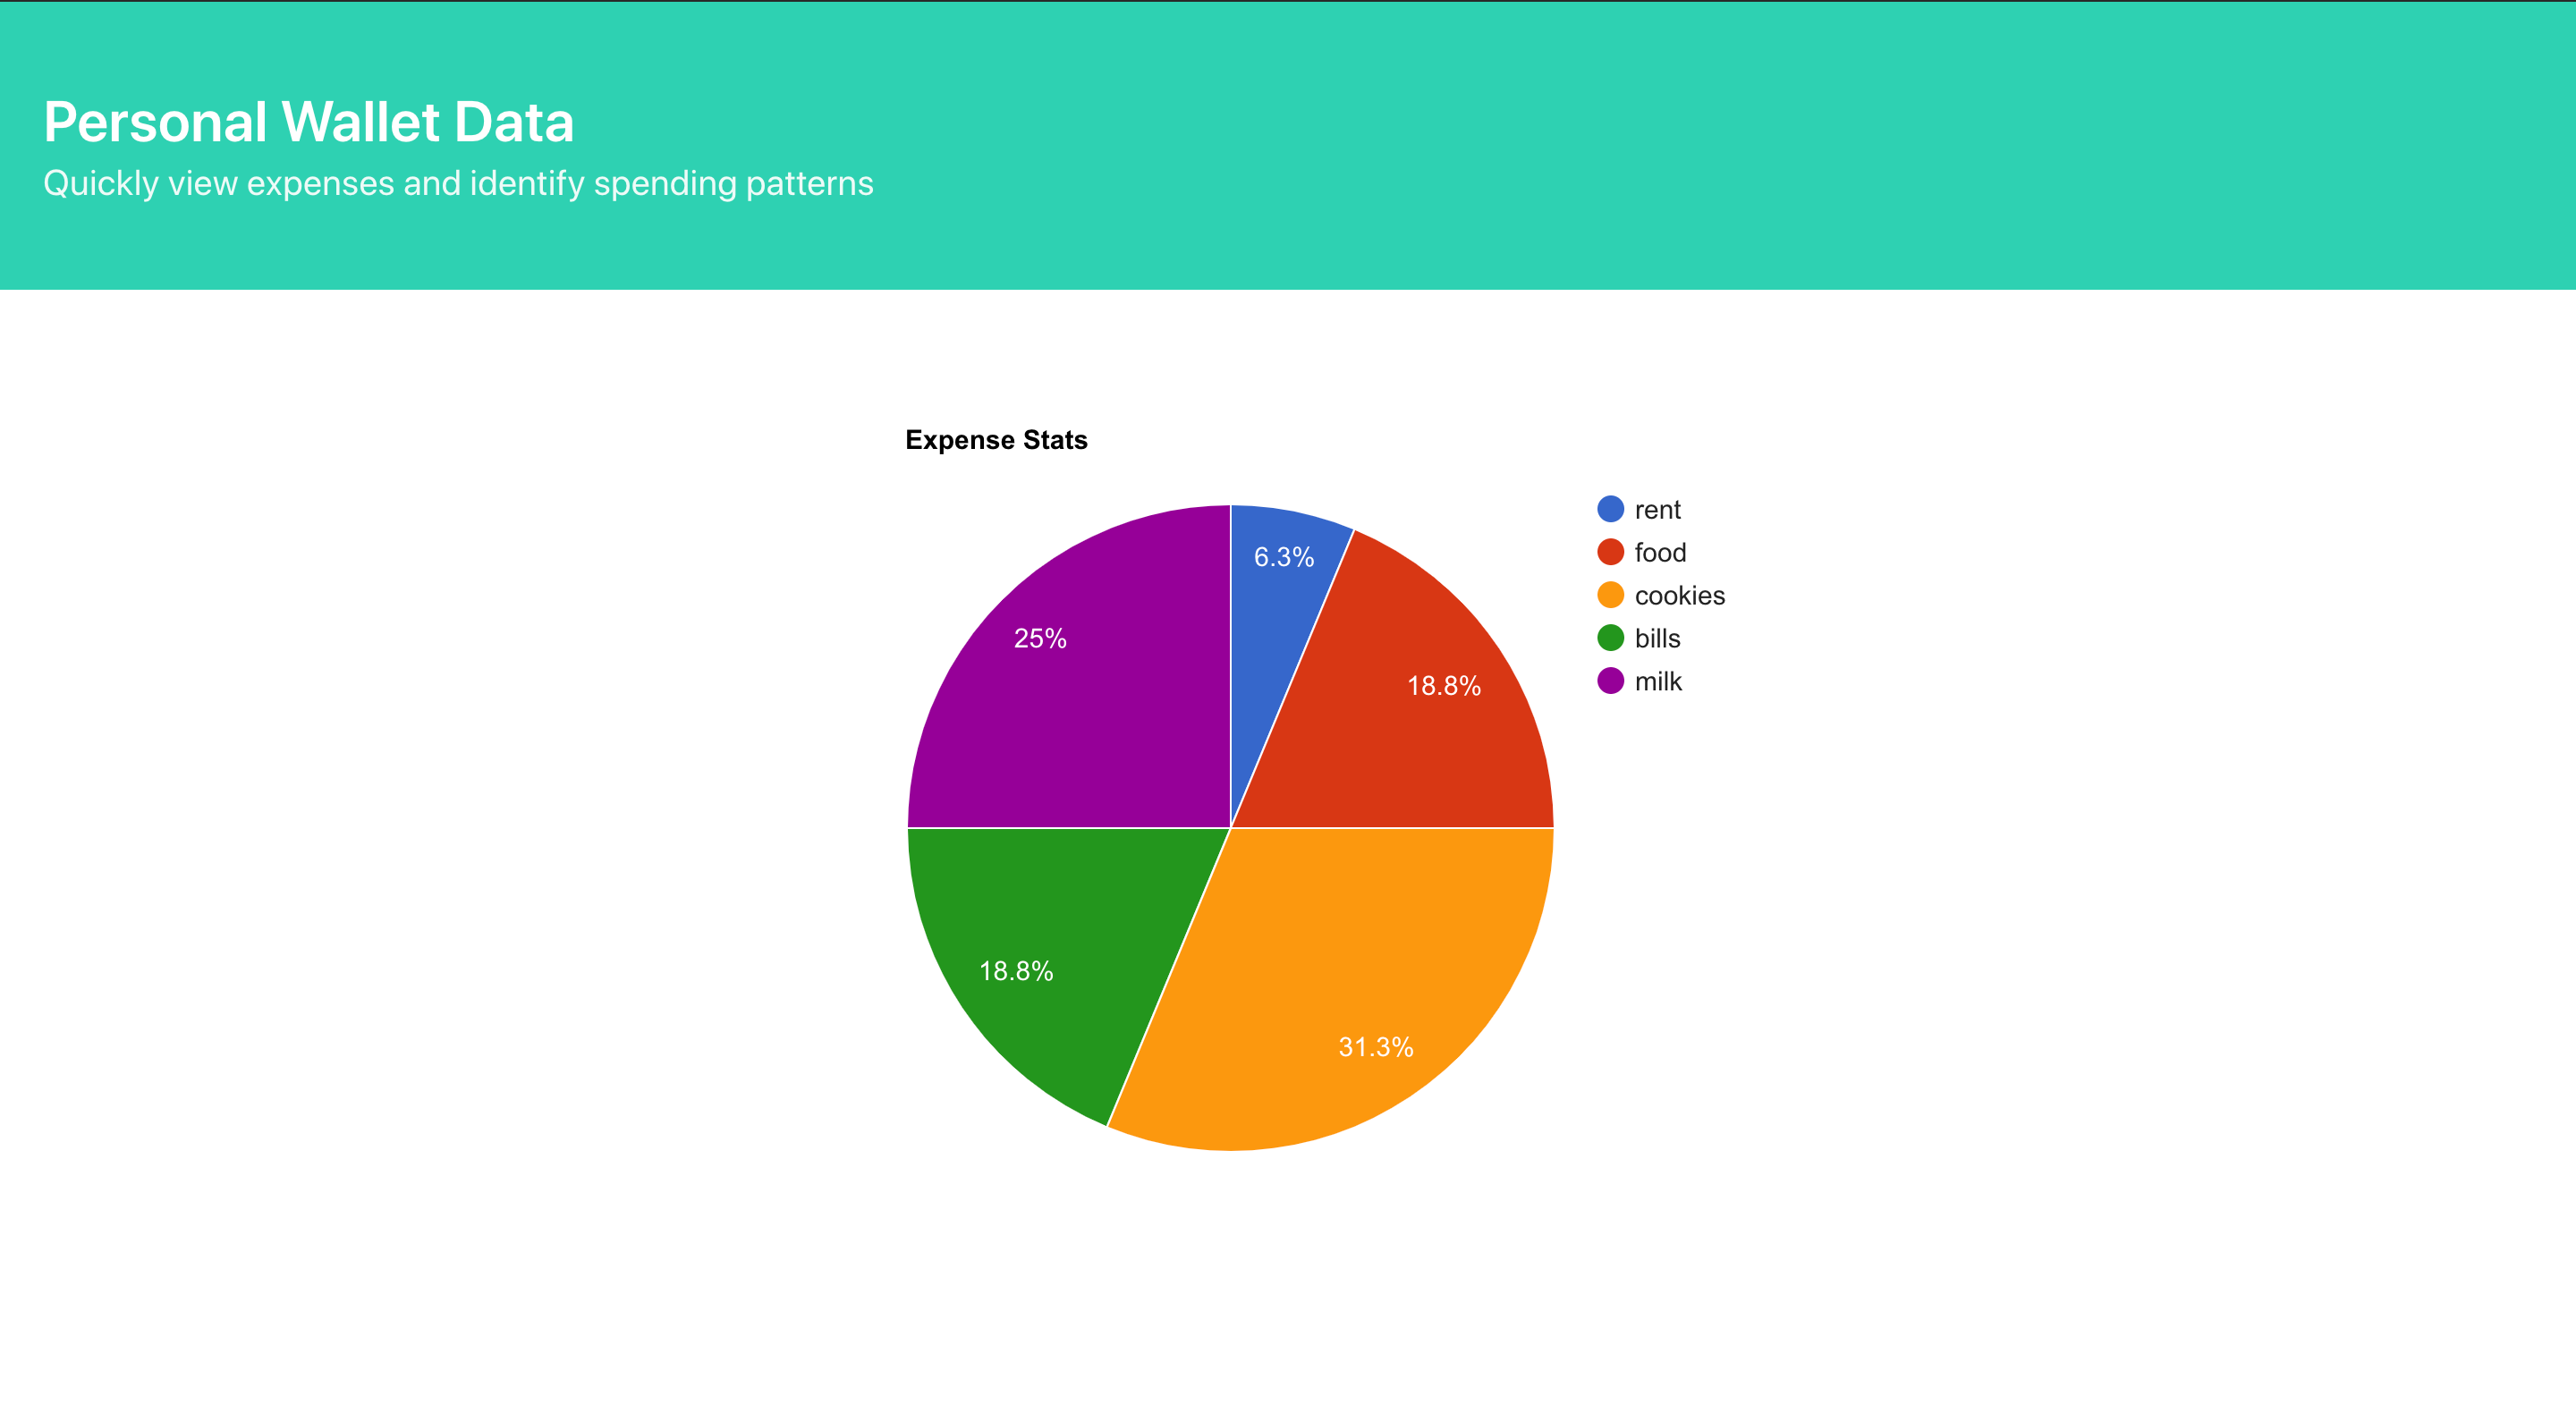 Personal Wallet Data
Quickly view expenses and identify spending patterns
Expense Stats
rent
food
cookies
bills
milk
6.3%
18.8%
31.3%
18.8%
25%